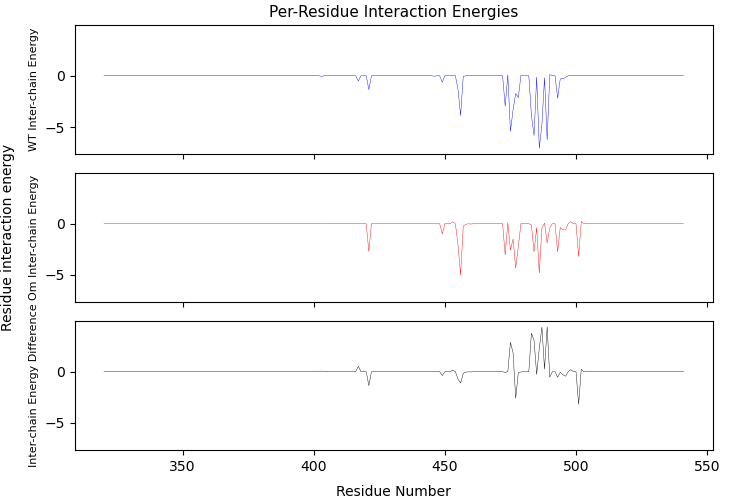 Per-Residue Interaction Energies
Residue interaction energy
WT Inter-chain Energy
0
−5
Om Inter-chain Energy
0
−5
Inter-chain Energy Difference
0
−5
350
400
450
500
550
Residue Number